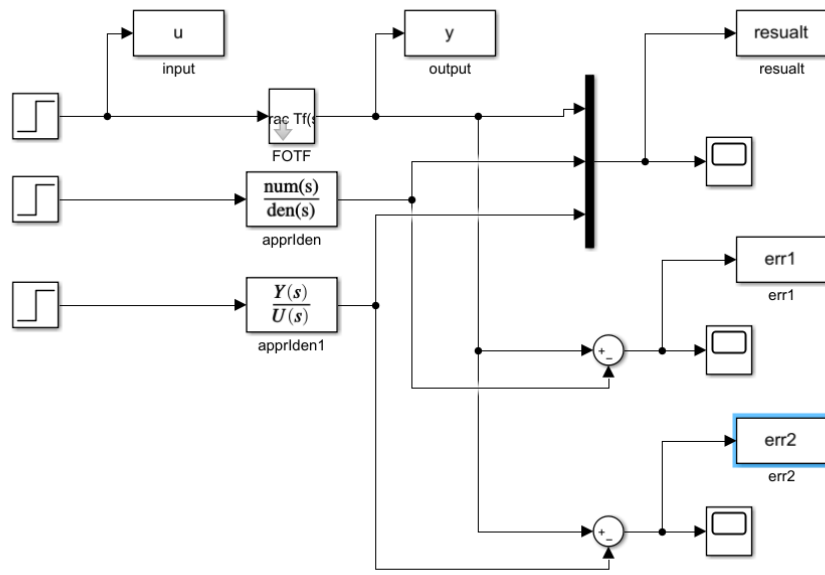 u
input
y
output
resualt
resualt
rac Tf(s
FOTF
num(s)
den(s)
apprIden
Y(s)
U(s)
apprIden1
err1
err1
+
−
err2
err2
+
−